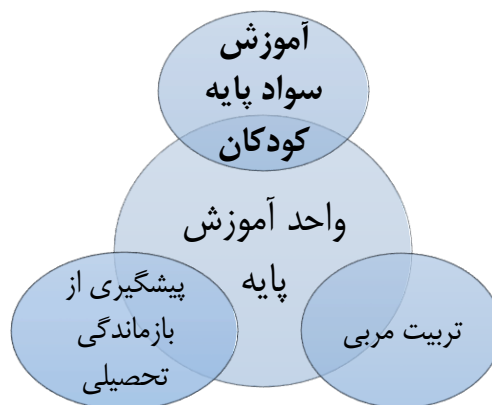 آموزش
سواد پایه
کودکان
واحد آموزش
پایه
پیشگیری از
بازماندگی
تحصیلی
تربیت مربی